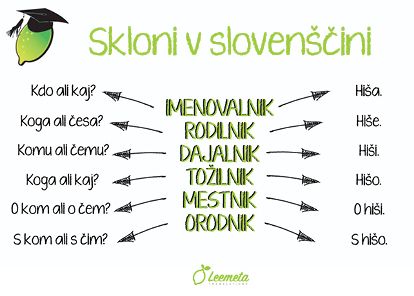 Skloni v slovenščini
Kdo ali kaj?
IMENOVALNIK
Hiša.
Koga ali česa?
RODILNIK
Hiše.
Komu ali čemu?
DAJALNIK
Hiši.
Koga ali kaj?
TOŽILNIK
Hišo.
O kom ali o čem?
MESTNIK
O hiši.
S kom ali s čim?
ORODNIK
S hišo.
Leemeta
TRANSLATIONS